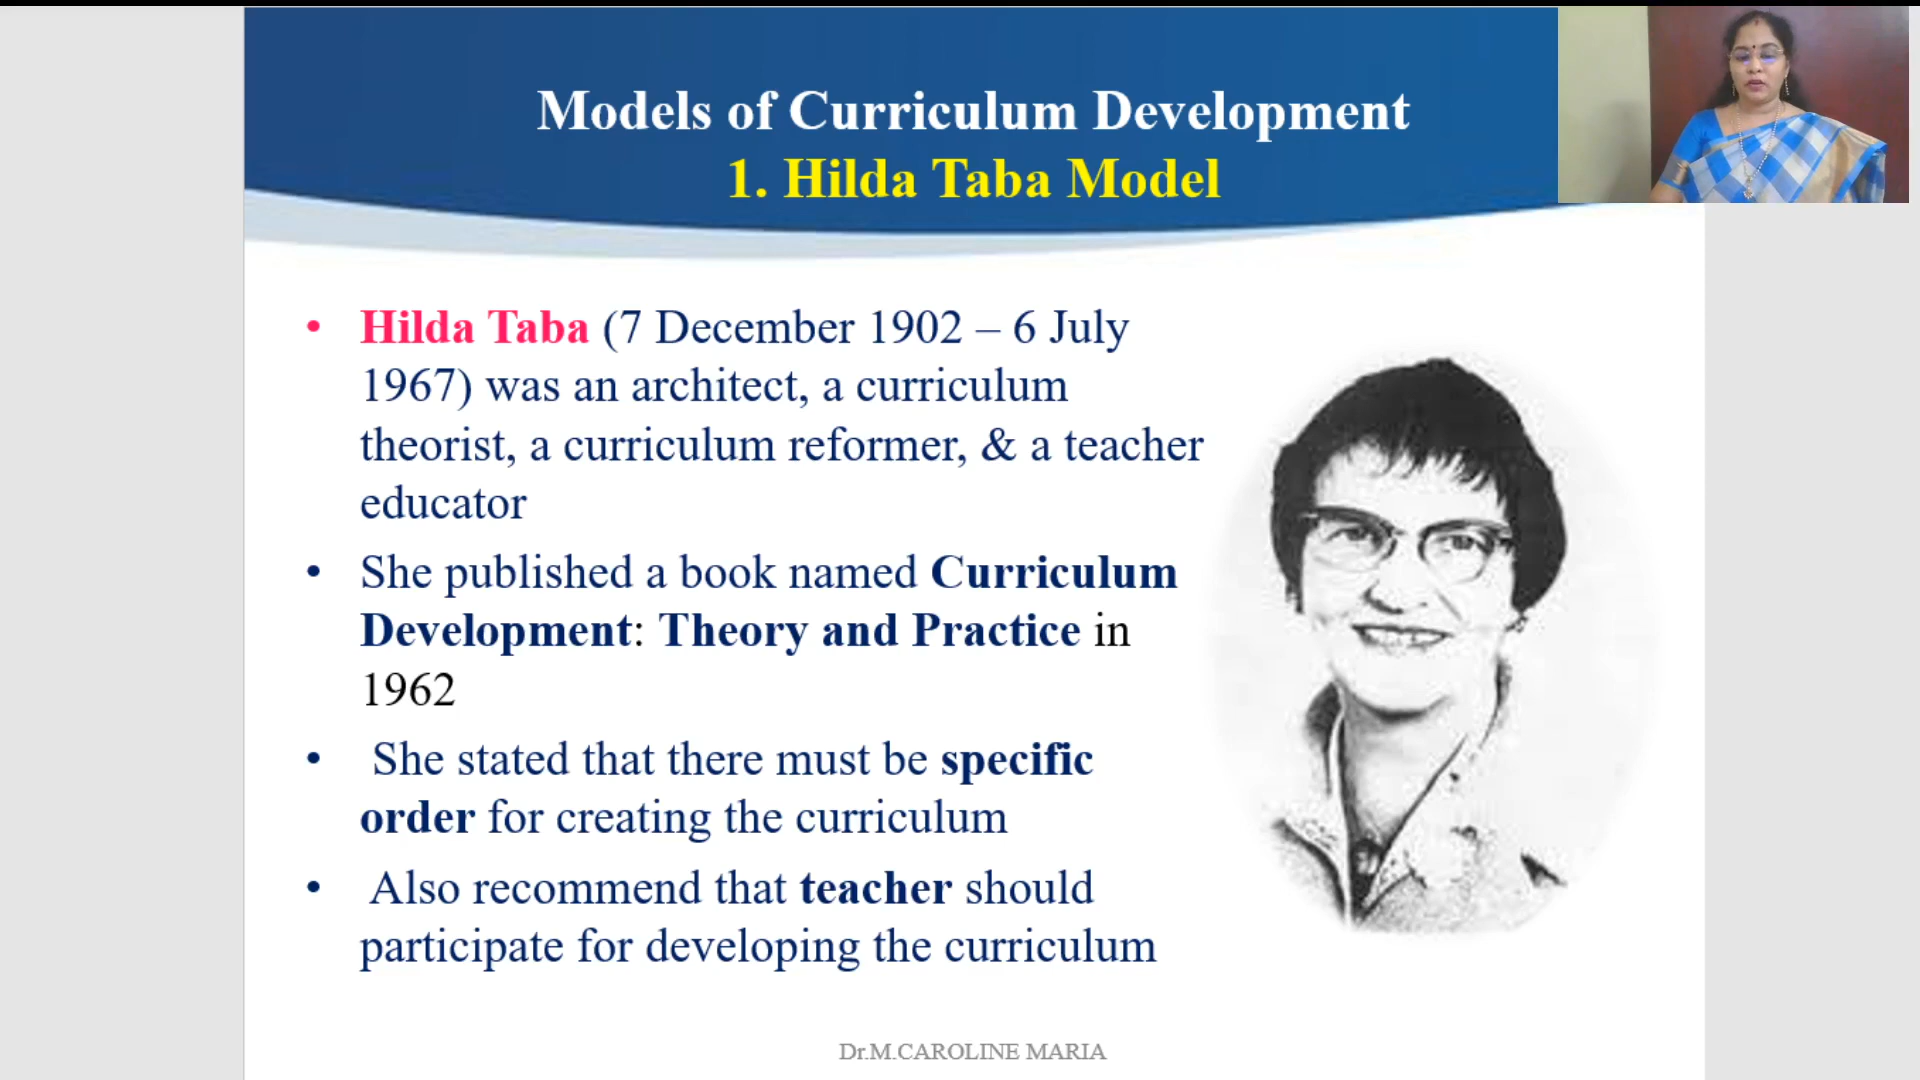 Models of Curriculum Development
1. Hilda Taba Model
• Hilda Taba (7 December 1902 – 6 July
1967) was an architect, a curriculum
theorist, a curriculum reformer, & a teacher
educator
• She published a book named Curriculum
Development: Theory and Practice in
1962
• She stated that there must be specific
order for creating the curriculum
• Also recommend that teacher should
participate for developing the curriculum
Dr.M.CAROLINE MARIA